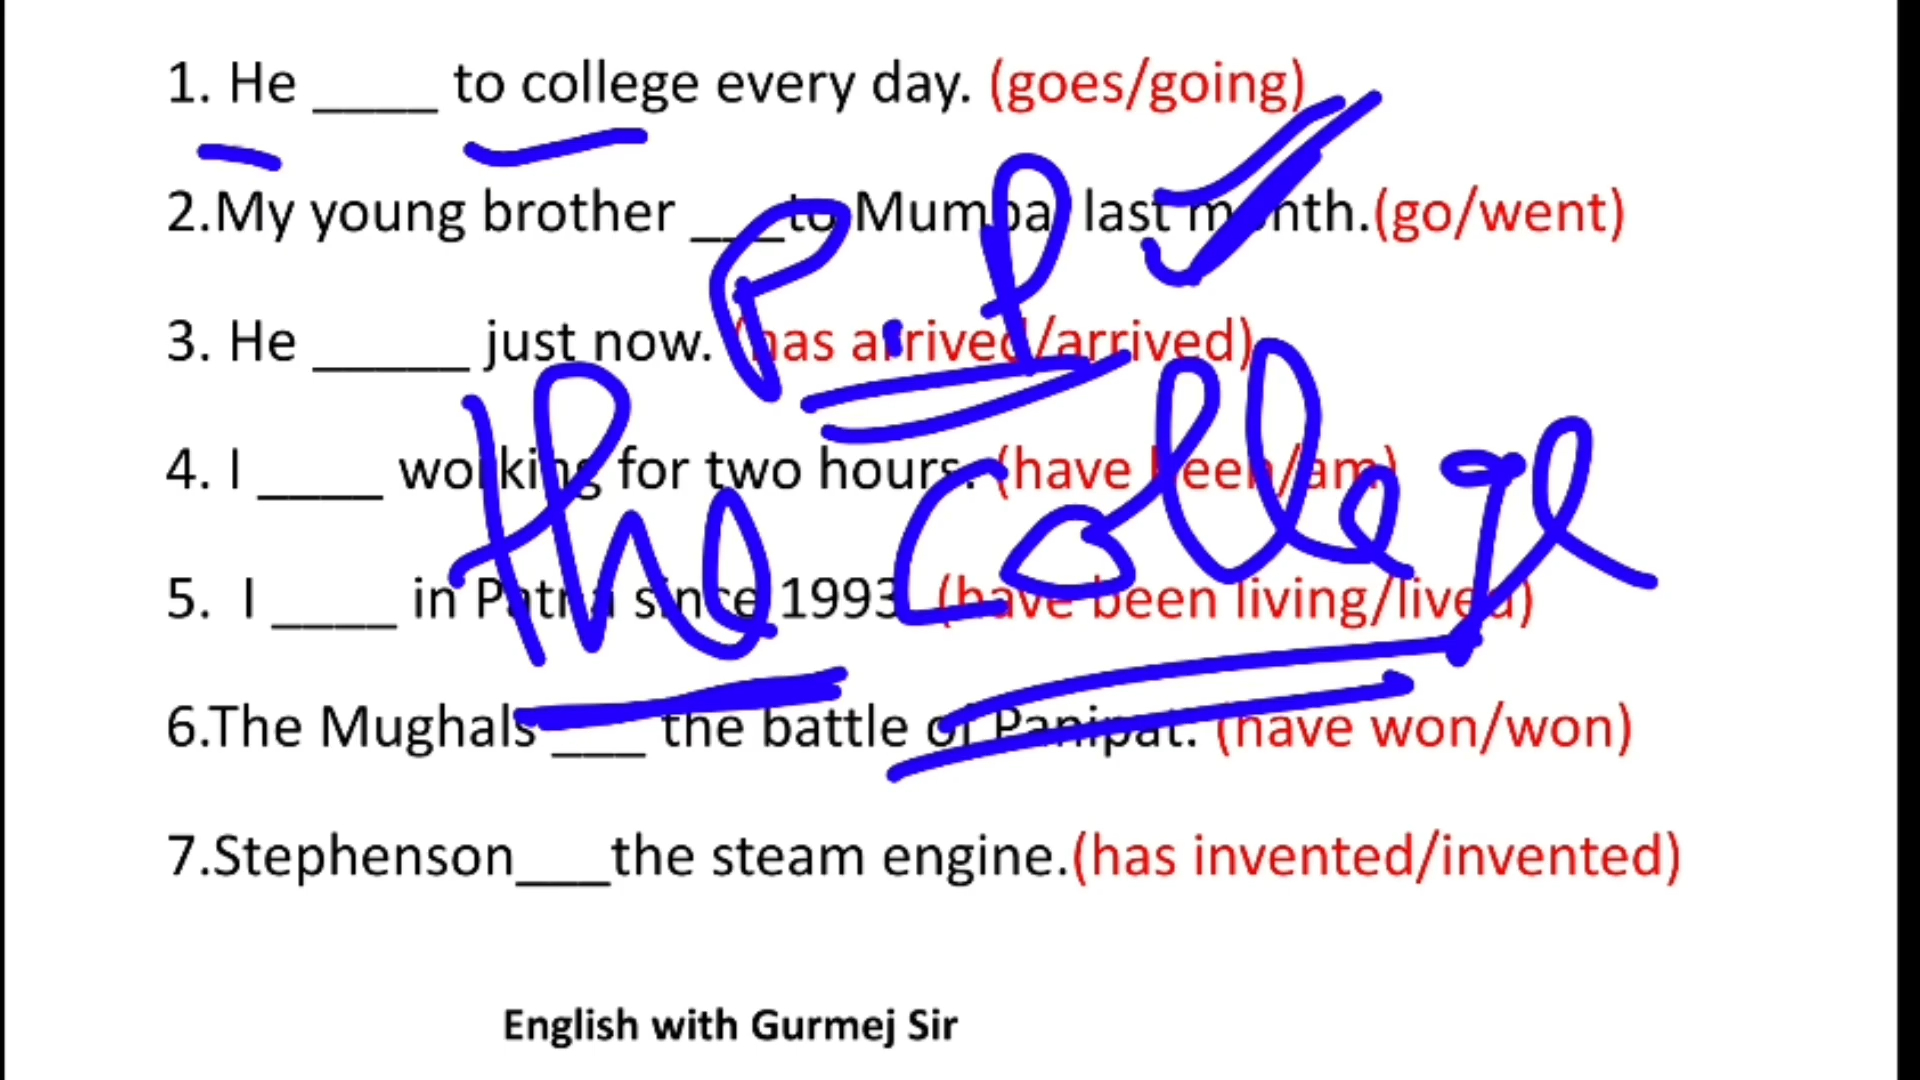 1. He ____ to college every day. (goes/going)
2.My young brother ___to Mumbai last month.(go/went)
P.P
3. He _____ just now. (has arrived/arrived)
4. I ____ working for two hours. (have been/am)
the college
5. I ____ in Patna since 1993. (have been living/lived)
6.The Mughals ___ the battle of Panipat. (have won/won)
7.Stephenson___the steam engine.(has invented/invented)
English with Gurmej Sir